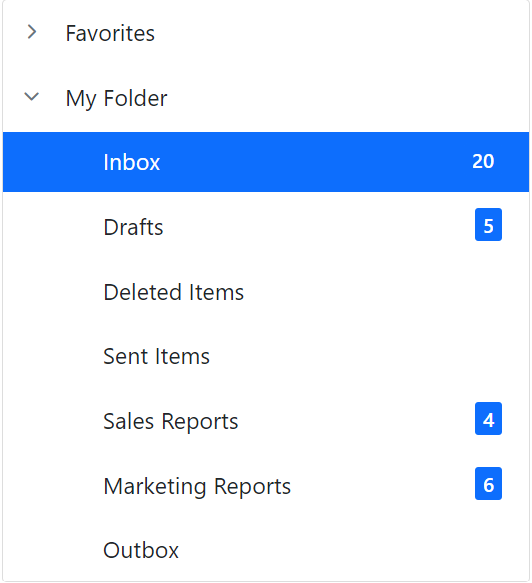 Favorites
My Folder
Inbox 20
Drafts 5
Deleted Items
Sent Items
Sales Reports 4
Marketing Reports 6
Outbox